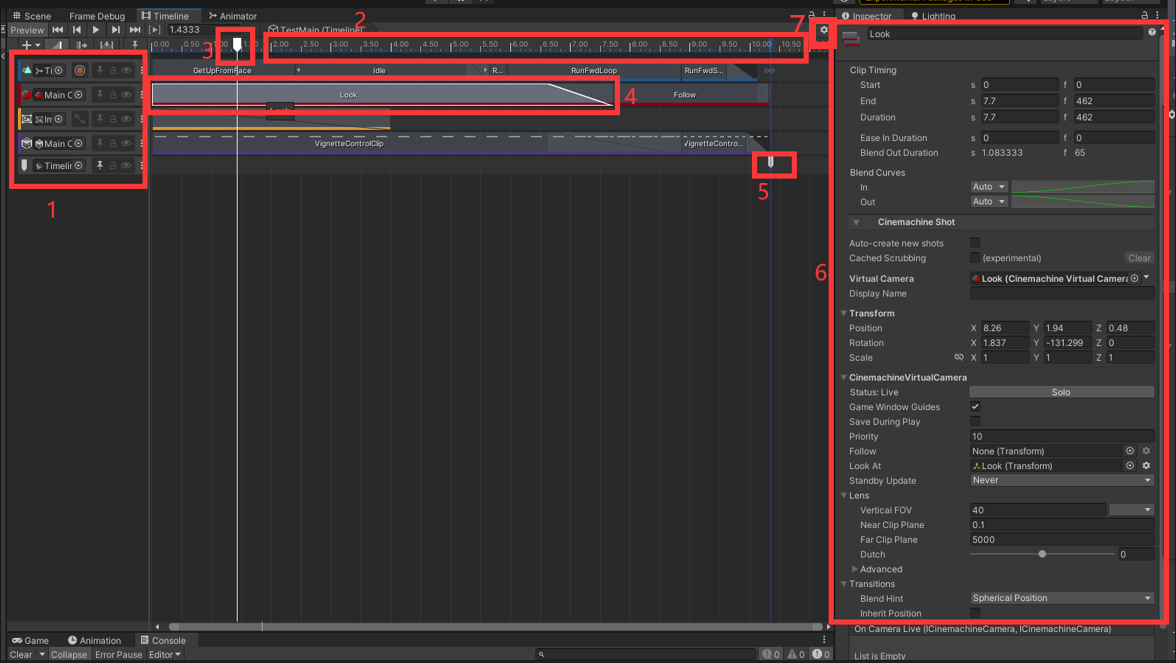 Scene Frame Debug Timeline Animator
Preview 1.4333 TestMain (Timeline)
0.00 0.50 1.00 1.50 2.00 2.50 3.00 3.50 4.00 4.50 5.00 5.50 6.00 6.50 7.00 7.50 8.00 8.50 9.00 9.50 10.00 10.50
2
3
7
1
4
5
6
Ti
GetUpFromFace Idle R... RunFwdLoop RunFwdS...
Main C
Look Follow
In
Main C
VignetteControlClip VignetteContro...
Timelin
Inspector Lighting
Look
Clip Timing
Start s 0 f 0
End s 7.7 f 462
Duration s 7.7 f 462
Ease In Duration s 0 f 0
Blend Out Duration s 1.083333 f 65
Blend Curves
In Auto
Out Auto
Cinemachine Shot
Auto-create new shots
Cached Scrubbing (experimental) Clear
Virtual Camera Look (Cinemachine Virtual Camera
Display Name
Transform
Position X 8.26 Y 1.94 Z 0.48
Rotation X 1.837 Y -131.299 Z 0
Scale X 1 Y 1 Z 1
CinemachineVirtualCamera
Status: Live Solo
Game Window Guides
Save During Play
Priority 10
Follow None (Transform)
Look At Look (Transform)
Standby Update Never
Lens
Vertical FOV 40
Near Clip Plane 0.1
Far Clip Plane 5000
Dutch 0
Advanced
Transitions
Blend Hint Spherical Position
Inherit Position
On Camera Live (ICinemachineCamera, ICinemachineCamera)
List is Empty
Game Animation Console
Clear Collapse Error Pause Editor 0 0 0